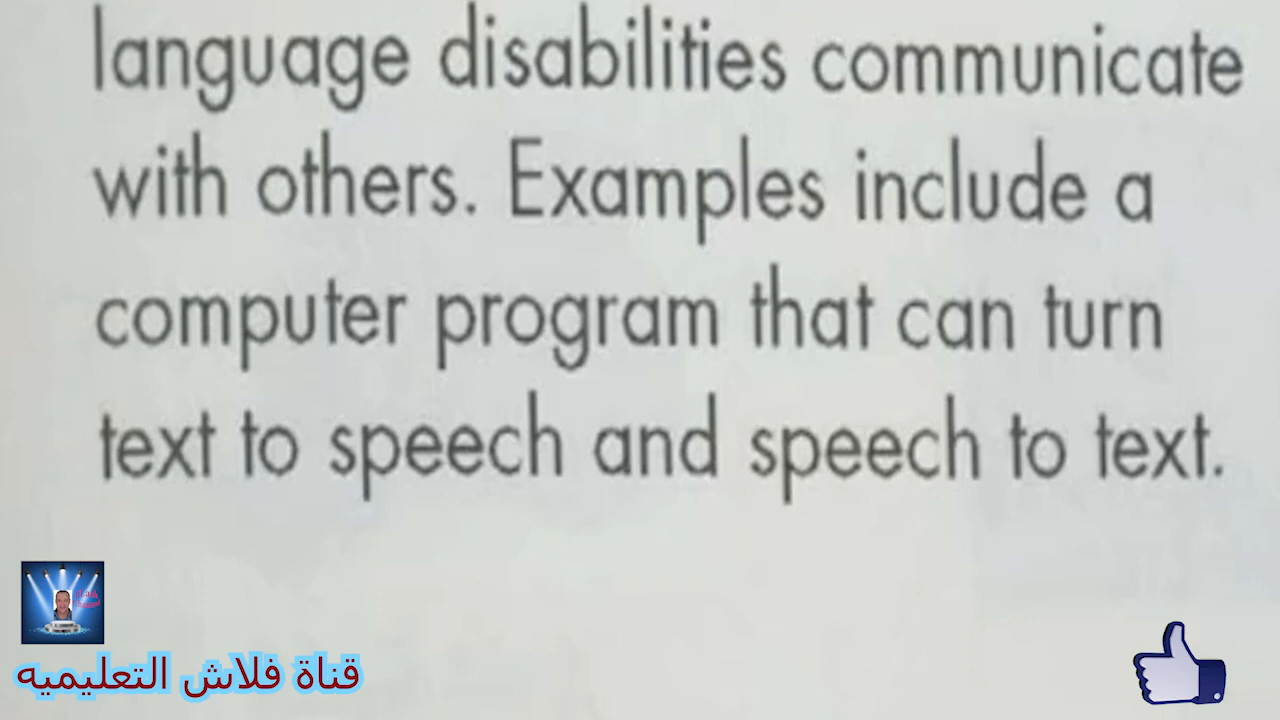 language disabilities communicate
with others. Examples include a
computer program that can turn
text to speech and speech to text.
قناة فلاش التعليميه